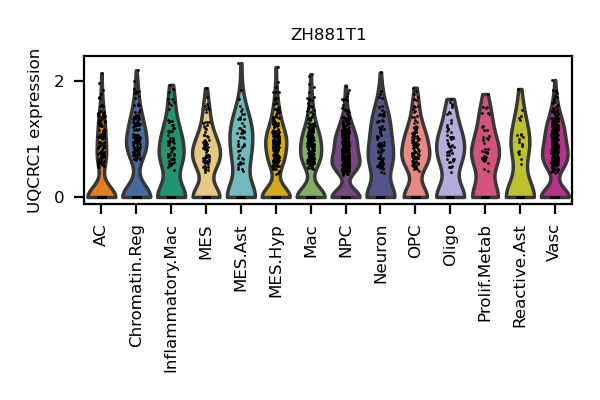 ZH881T1
UQCRC1 expression
2
0
AC
Chromatin.Reg
Inflammatory.Mac
MES
MES.Ast
MES.Hyp
Mac
NPC
Neuron
OPC
Oligo
Prolif.Metab
Reactive.Ast
Vasc